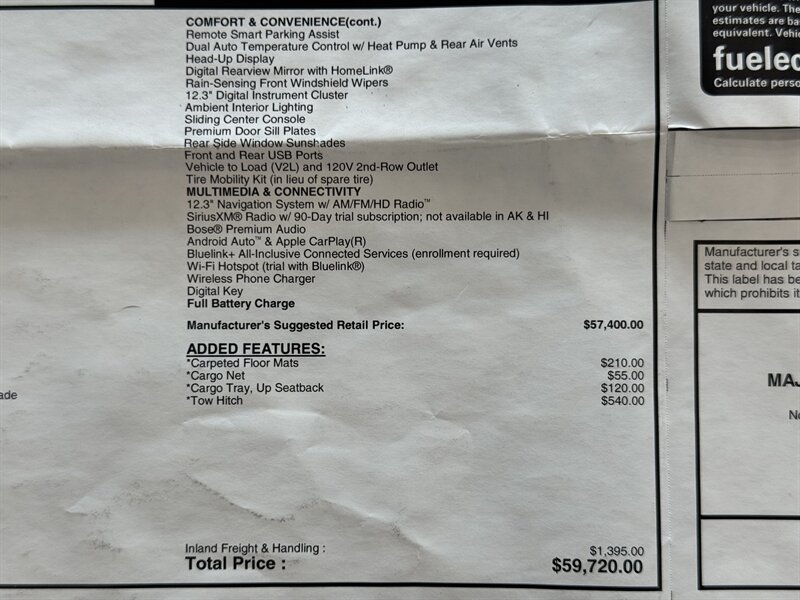 COMFORT & CONVENIENCE(cont.)
Remote Smart Parking Assist
Dual Auto Temperature Control w/ Heat Pump & Rear Air Vents
Head-Up Display
Digital Rearview Mirror with HomeLink®
Rain-Sensing Front Windshield Wipers
12.3" Digital Instrument Cluster
Ambient Interior Lighting
Sliding Center Console
Premium Door Sill Plates
Rear Side Window Sunshades
Front and Rear USB Ports
Vehicle to Load (V2L) and 120V 2nd-Row Outlet
Tire Mobility Kit (in lieu of spare tire)
MULTIMEDIA & CONNECTIVITY
12.3" Navigation System w/ AM/FM/HD Radio™
SiriusXM® Radio w/ 90-Day trial subscription; not available in AK & HI
Bose® Premium Audio
Android Auto™ & Apple CarPlay(R)
Bluelink+ All-Inclusive Connected Services (enrollment required)
Wi-Fi Hotspot (trial with Bluelink®)
Wireless Phone Charger
Digital Key
Full Battery Charge
Manufacturer's Suggested Retail Price: $57,400.00
ADDED FEATURES:
*Carpeted Floor Mats $210.00
*Cargo Net $55.00
*Cargo Tray, Up Seatback $120.00
*Tow Hitch $540.00
Inland Freight & Handling : $1,395.00
Total Price : $59,720.00
ade
your vehicle. The
estimates are ba
equivalent. Vehi
fueleco
Calculate perso
Manufacturer's s
state and local ta
This label has be
which prohibits it
MAJ
No